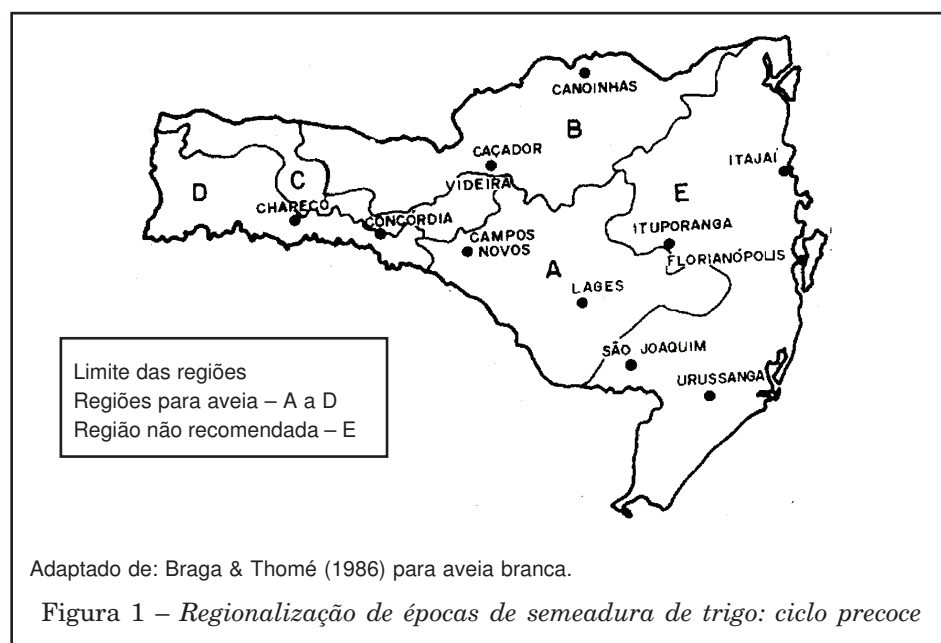 CANOINHAS
B
CAÇADOR
ITAJAÍ
VIDEIRA
C
D
E
CHAPECÓ
CONCÓRDIA
ITUPORANGA
CAMPOS
NOVOS
FLORIANÓPOLIS
A
LAGES
SÃO JOAQUIM
URUSSANGA
Limite das regiões
Regiões para aveia – A a D
Região não recomendada – E
Adaptado de: Braga & Thomé (1986) para aveia branca.
Figura 1 – Regionalização de épocas de semeadura de trigo: ciclo precoce